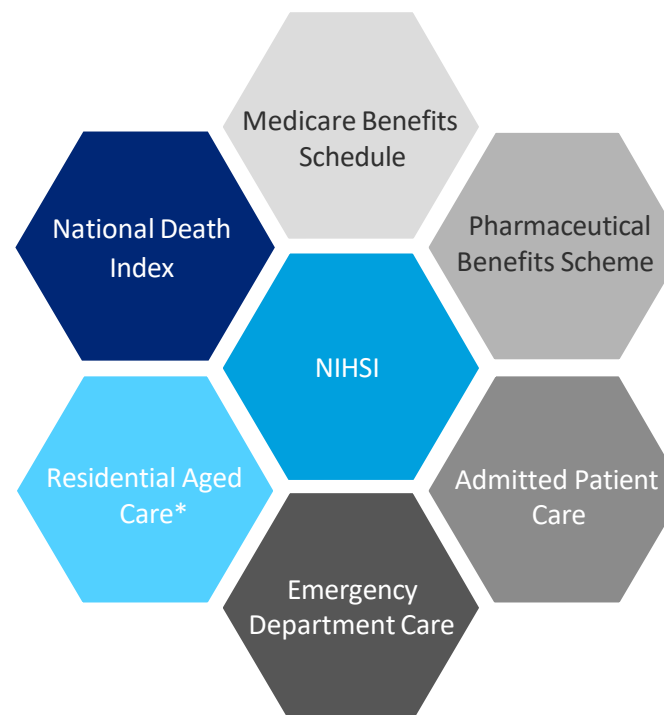 Medicare Benefits
Schedule
National Death
Index
Pharmaceutical
Benefits Scheme
NIHSI
Residential Aged
Care*
Admitted Patient
Care
Emergency
Department Care